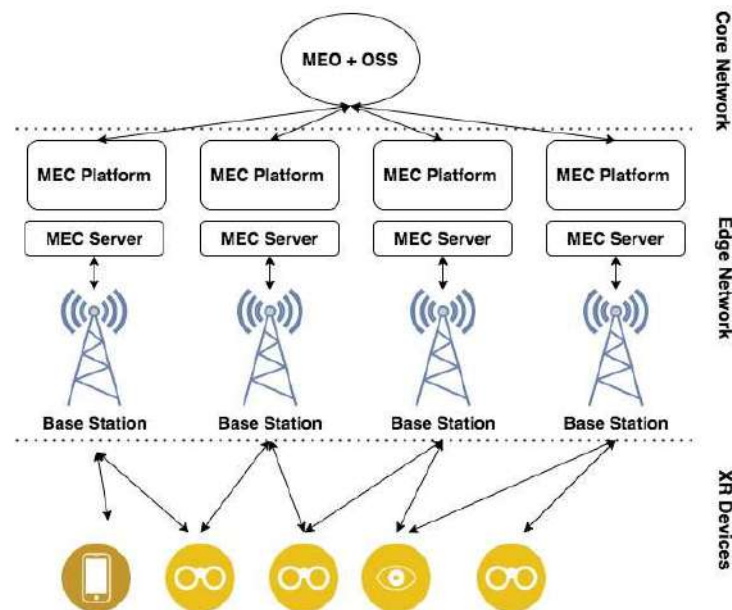 MEO + OSS
Core Network
MEC Platform
MEC Platform
MEC Platform
MEC Platform
MEC Server
MEC Server
MEC Server
MEC Server
Edge Network
Base Station
Base Station
Base Station
Base Station
XR Devices